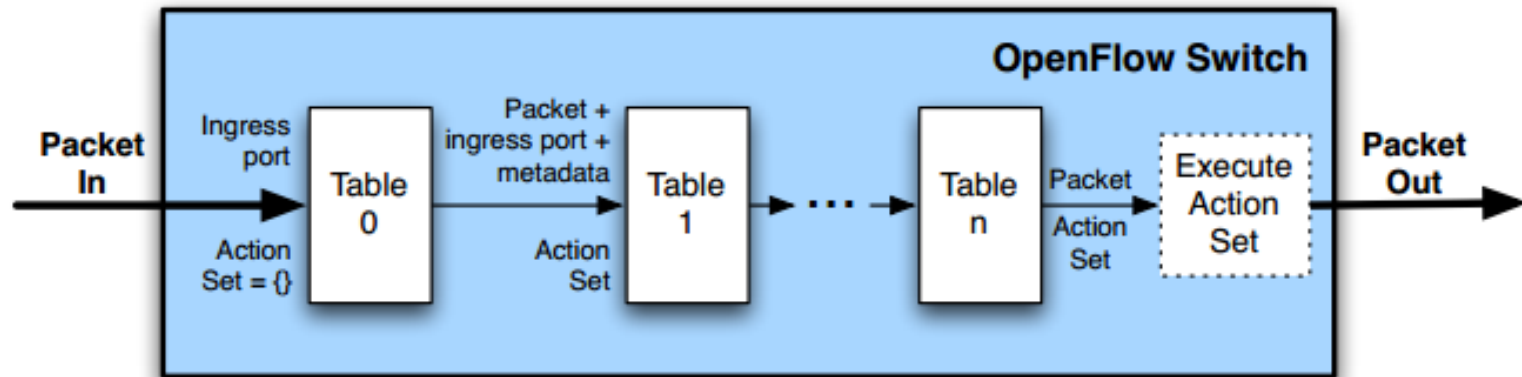 OpenFlow Switch
Packet
In
Ingress
port
Action
Set = {}
Table
0
Packet +
ingress port +
metadata
Action
Set
Table
1
...
Table
n
Packet
Action
Set
Execute
Action
Set
Packet
Out